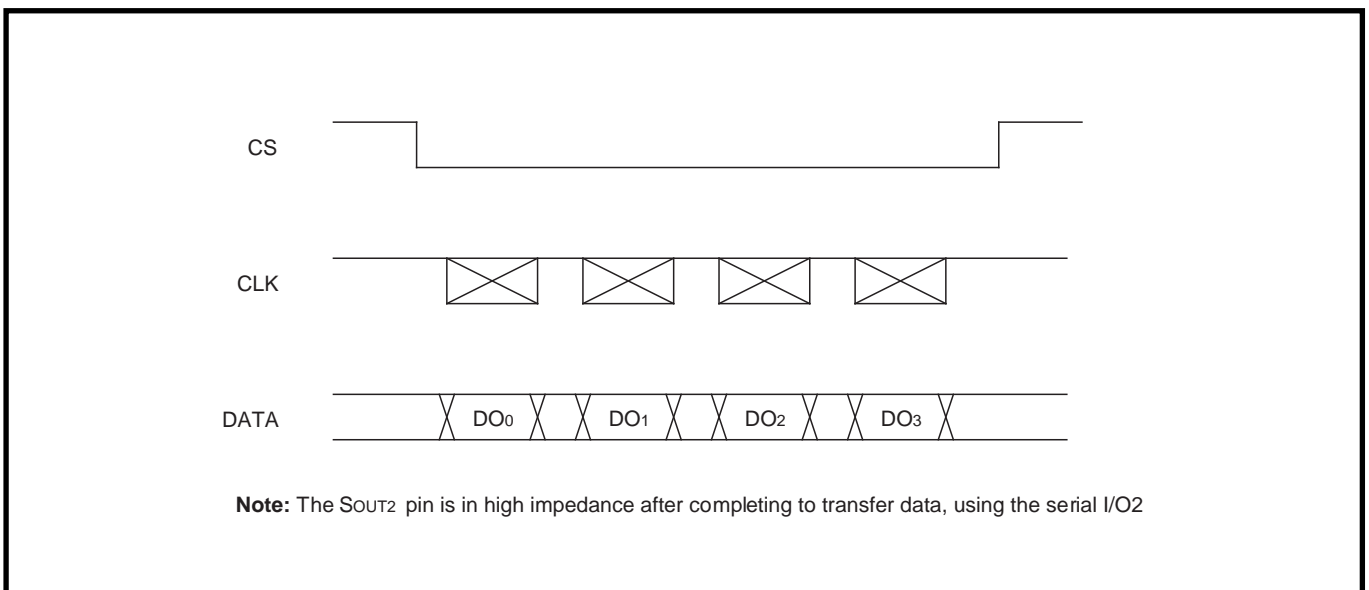 CS
CLK
DATA
DO0 DO1 DO2 DO3
Note: The SOUT2 pin is in high impedance after completing to transfer data, using the serial I/O2